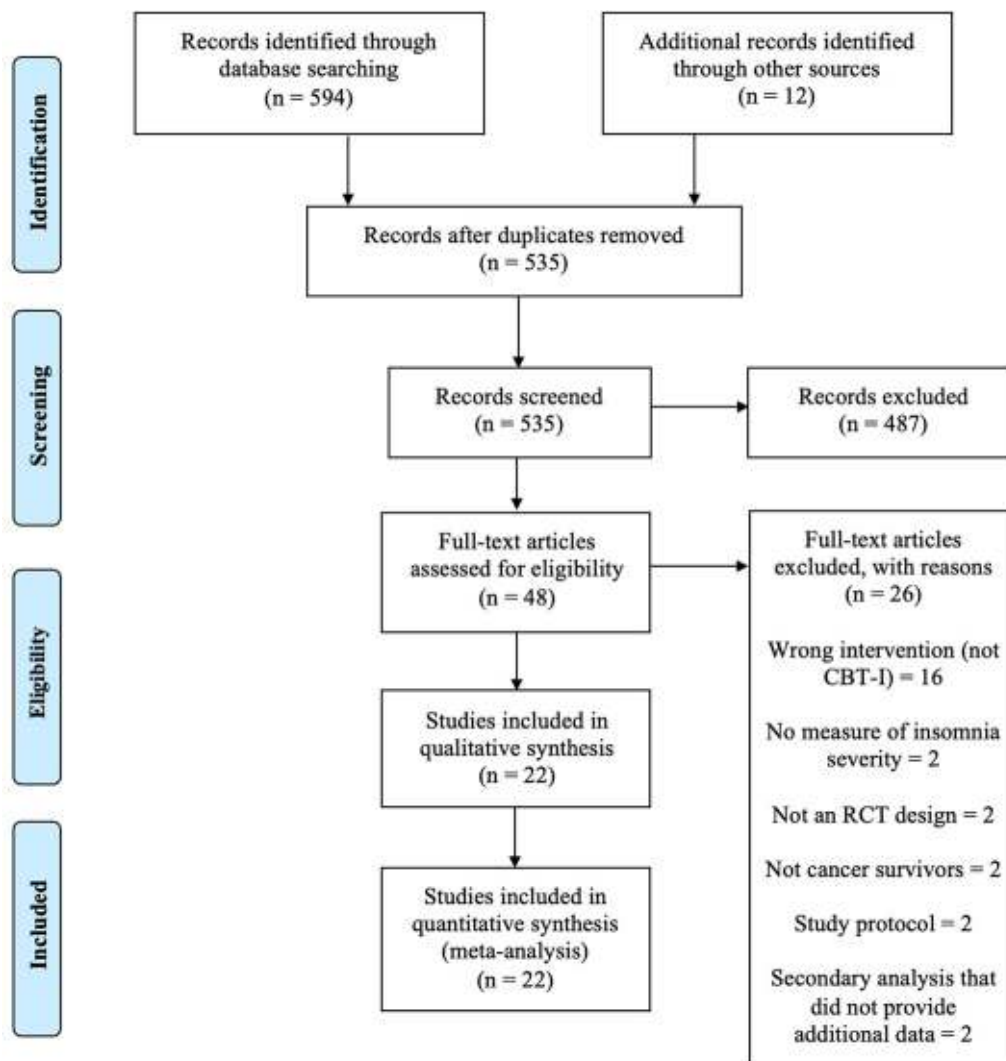 Records identified through
database searching
(n = 594)
Additional records identified
through other sources
(n = 12)
Identification
Records after duplicates removed
(n = 535)
Screening
Records screened
(n = 535)
Records excluded
(n = 487)
Full-text articles
assessed for eligibility
(n = 48)
Full-text articles
excluded, with reasons
(n = 26)
Wrong intervention (not
CBT-I) = 16
No measure of insomnia
severity = 2
Not an RCT design = 2
Not cancer survivors = 2
Study protocol = 2
Secondary analysis that
did not provide
additional data = 2
Eligibility
Studies included in
qualitative synthesis
(n = 22)
Included
Studies included in
quantitative synthesis
(meta-analysis)
(n = 22)